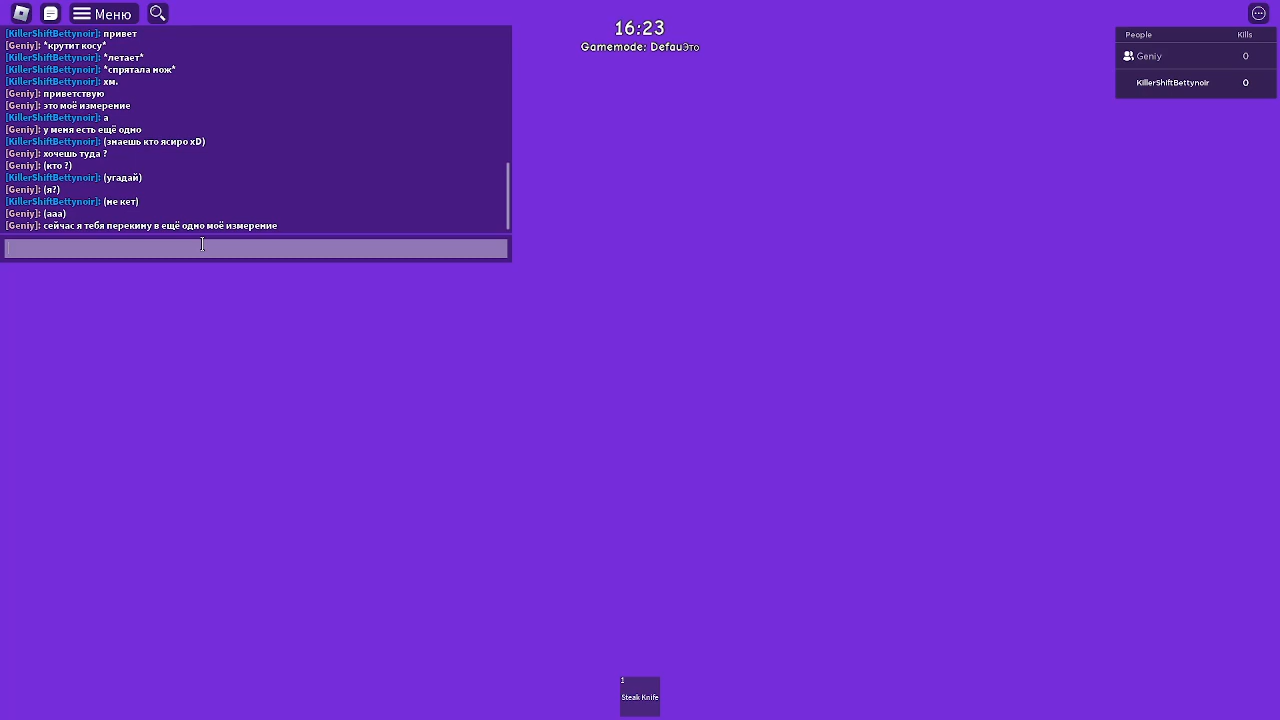 Меню
16:23
Gamemode: DefauЭто
People Kills
Geniy 0
KillerShiftBettynoir 0
[KillerShiftBettynoir]: привет
[Geniy]: *крутит косу*
[KillerShiftBettynoir]: *летает*
[KillerShiftBettynoir]: *спрятала нож*
[KillerShiftBettynoir]: хм.
[Geniy]: приветствую
[Geniy]: это моё измерение
[KillerShiftBettynoir]: а
[Geniy]: у меня есть ещё одно
[KillerShiftBettynoir]: (знаешь кто ясиро xD)
[Geniy]: хочешь туда ?
[Geniy]: (кто ?)
[KillerShiftBettynoir]: (угадай)
[Geniy]: (я?)
[KillerShiftBettynoir]: (не кет)
[Geniy]: (ааа)
[Geniy]: сейчас я тебя перекину в ещё одно моё измерение
1
Steak Knife